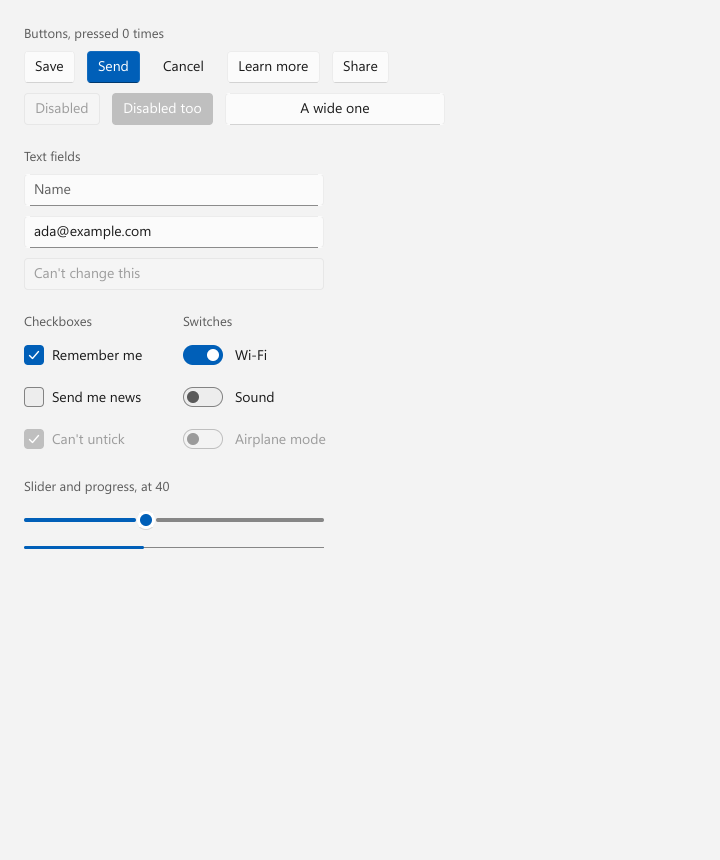 Buttons, pressed 0 times
Save Send Cancel Learn more Share
Disabled Disabled too A wide one
Text fields
Name
ada@example.com
Can't change this
Checkboxes Switches
Remember me Wi-Fi
Send me news Sound
Can't untick Airplane mode
Slider and progress, at 40